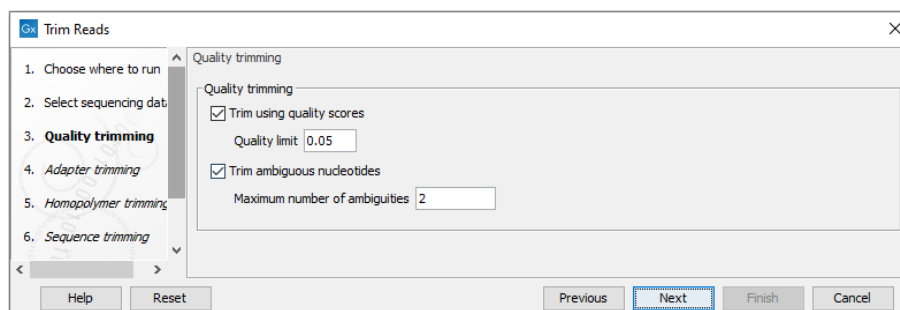 Gx Trim Reads
1. Choose where to run
2. Select sequencing data
3. Quality trimming
4. Adapter trimming
5. Homopolymer trimming
6. Sequence trimming
Quality trimming
Quality trimming
Trim using quality scores
Quality limit 0.05
Trim ambiguous nucleotides
Maximum number of ambiguities 2
Help Reset Previous Next Finish Cancel